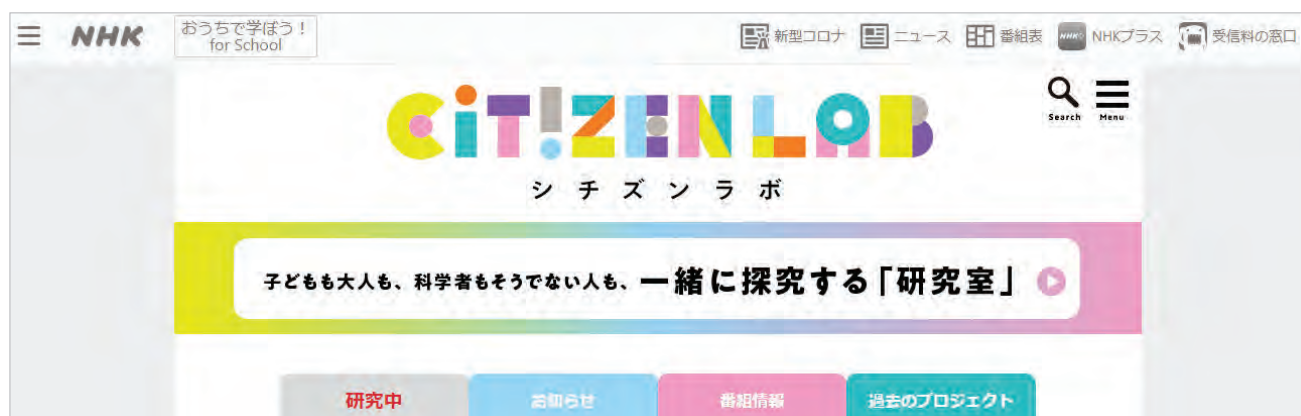 NHK
おうちで学ぼう！
for School
新型コロナ
ニュース
番組表
NHKプラス
受信料の窓口
CiT!ZEN LAB
Search
Menu
シチズンラボ
子どもも大人も、科学者もそうでない人も、一緒に探究する「研究室」
研究中
お知らせ
番組情報
過去のプロジェクト